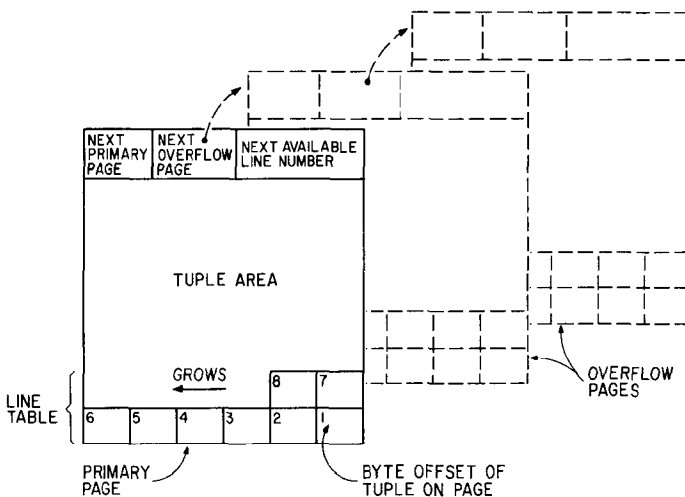 NEXT
PRIMARY
PAGE
NEXT
OVERFLOW
PAGE
NEXT AVAILABLE
LINE NUMBER
TUPLE AREA
GROWS
8 7
LINE
TABLE
6 5 4 3 2 1
OVERFLOW
PAGES
PRIMARY
PAGE
BYTE OFFSET OF
TUPLE ON PAGE